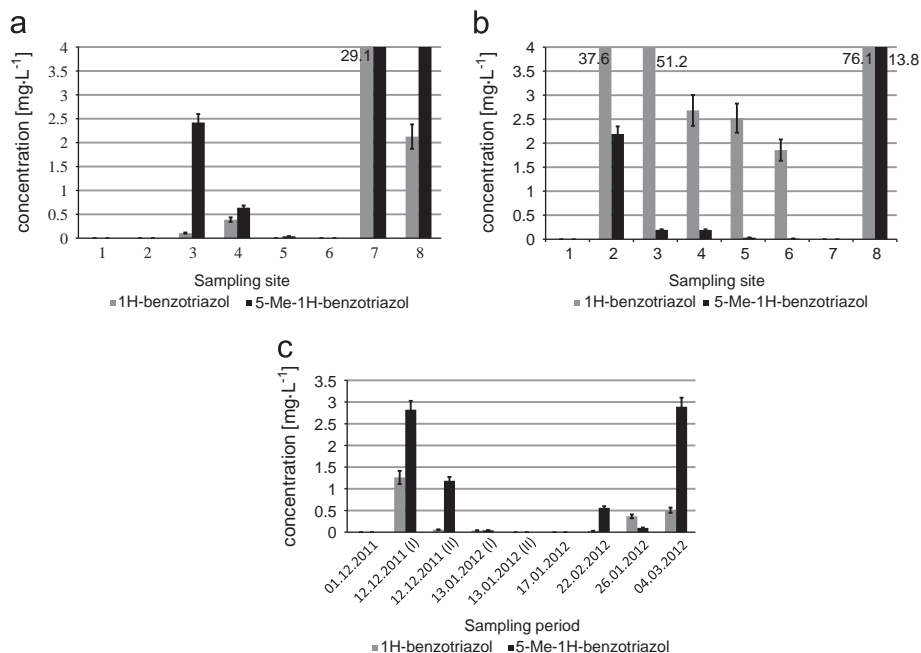 a
29.1
4
3.5
3
2.5
2
1.5
1
0.5
0
concentration [mg·L-1]
1 2 3 4 5 6 7 8
Sampling site
1H-benzotriazol 5-Me-1H-benzotriazol
b
37.6 51.2 76.1 13.8
4
3.5
3
2.5
2
1.5
1
0.5
0
concentration [mg·L-1]
1 2 3 4 5 6 7 8
Sampling site
1H-benzotriazol 5-Me-1H-benzotriazol
c
3.5
3
2.5
2
1.5
1
0.5
0
concentration [mg·L-1]
01.12.2011
12.12.2011 (I)
12.12.2011 (II)
13.01.2012 (I)
13.01.2012 (II)
17.01.2012
22.02.2012
26.01.2012
04.03.2012
Sampling period
1H-benzotriazol 5-Me-1H-benzotriazol